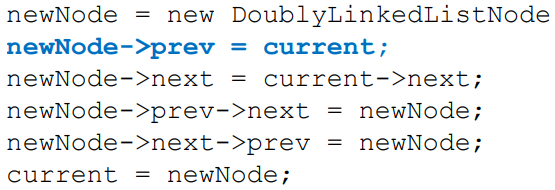 newNode = new DoublyLinkedListNode
newNode->prev = current;
newNode->next = current->next;
newNode->prev->next = newNode;
newNode->next->prev = newNode;
current = newNode;